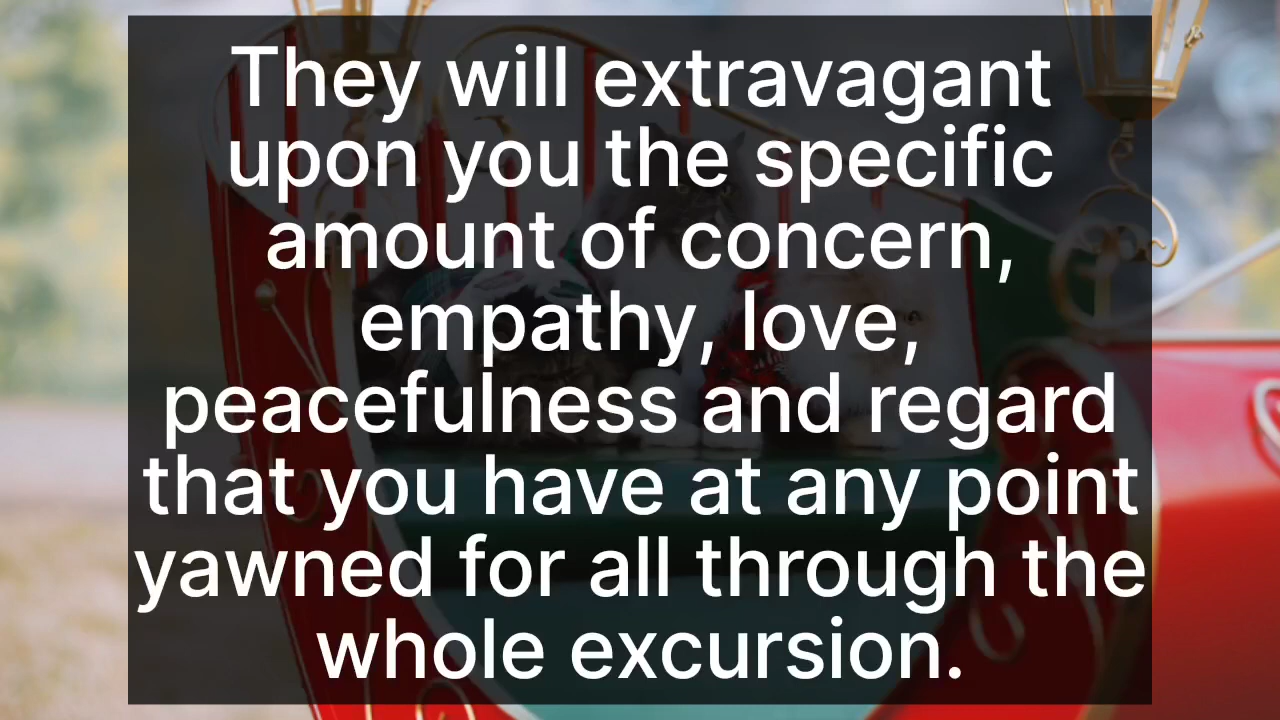 They will extravagant
upon you the specific
amount of concern,
empathy, love,
peacefulness and regard
that you have at any point
yawned for all through the
whole excursion.